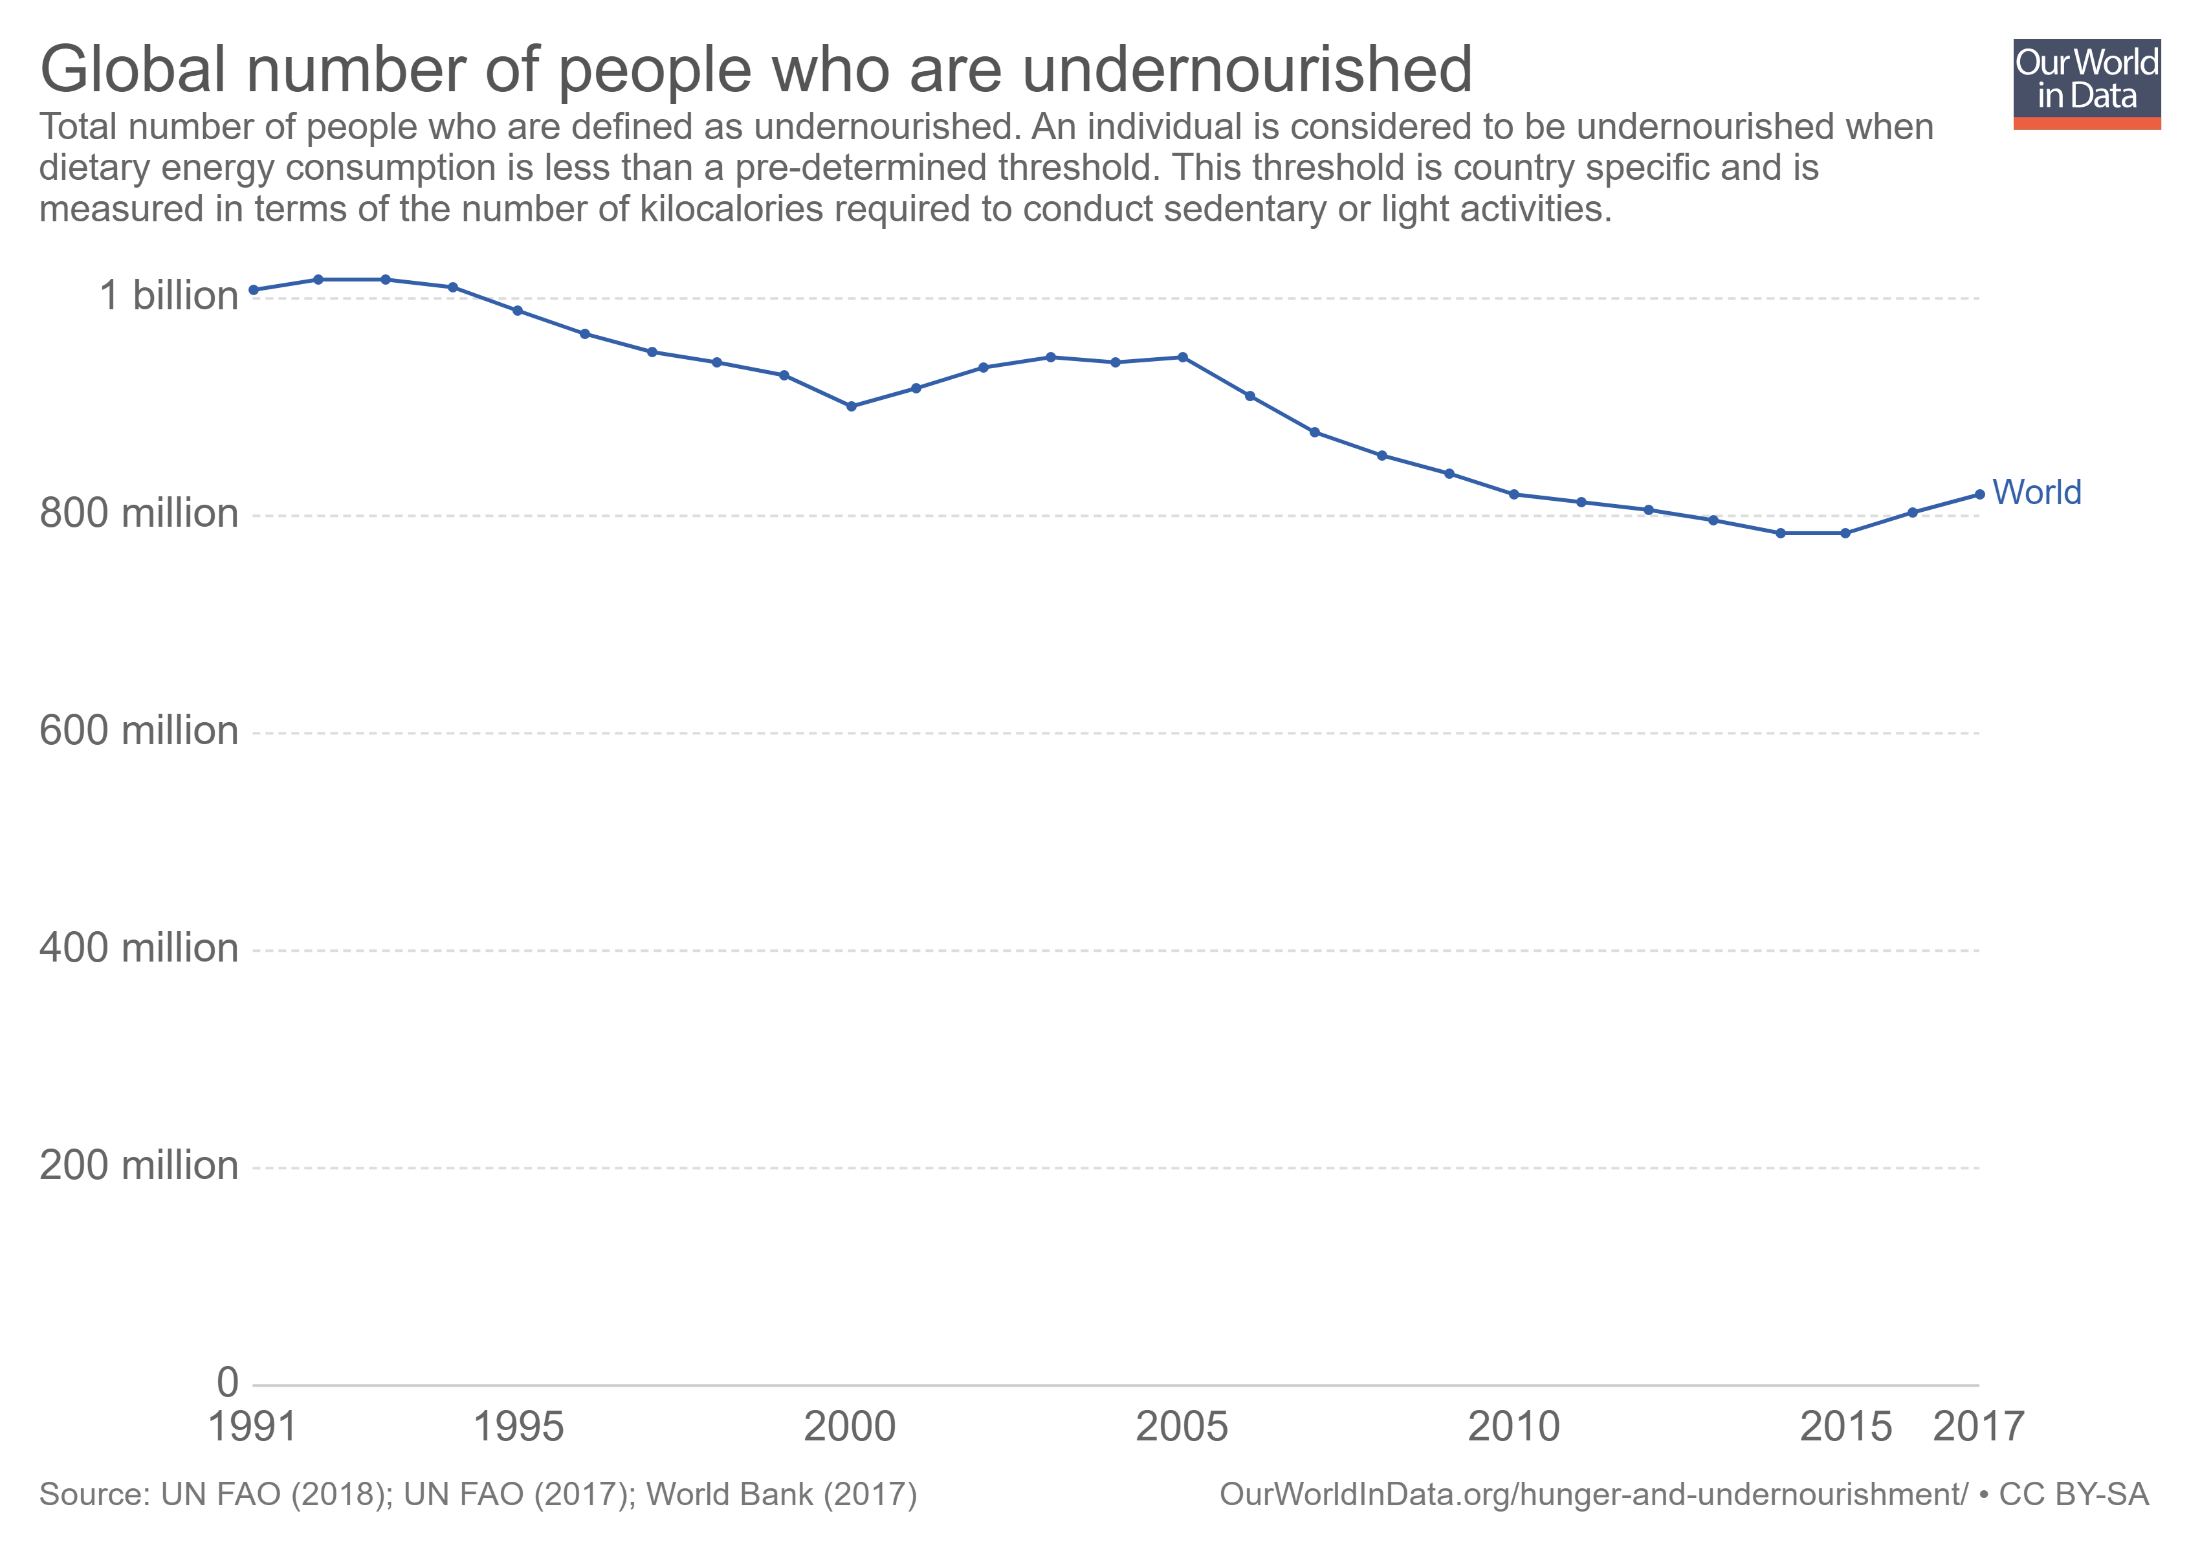 Global number of people who are undernourished
Our World
in Data
Total number of people who are defined as undernourished. An individual is considered to be undernourished when
dietary energy consumption is less than a pre-determined threshold. This threshold is country specific and is
measured in terms of the number of kilocalories required to conduct sedentary or light activities.
1 billion
800 million
World
600 million
400 million
200 million
0
1991 1995 2000 2005 2010 2015 2017
Source: UN FAO (2018); UN FAO (2017); World Bank (2017)
OurWorldInData.org/hunger-and-undernourishment/ • CC BY-SA